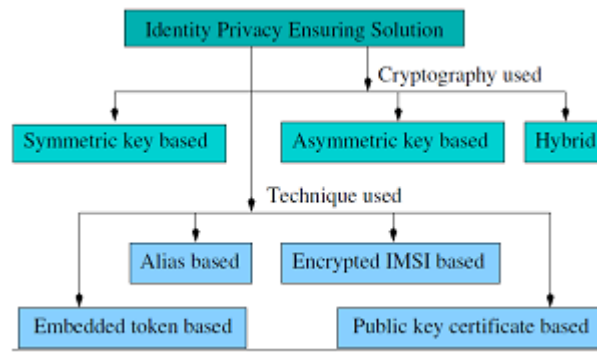 Identity Privacy Ensuring Solution
Cryptography used
Symmetric key based
Asymmetric key based
Hybrid
Technique used
Alias based
Encrypted IMSI based
Embedded token based
Public key certificate based